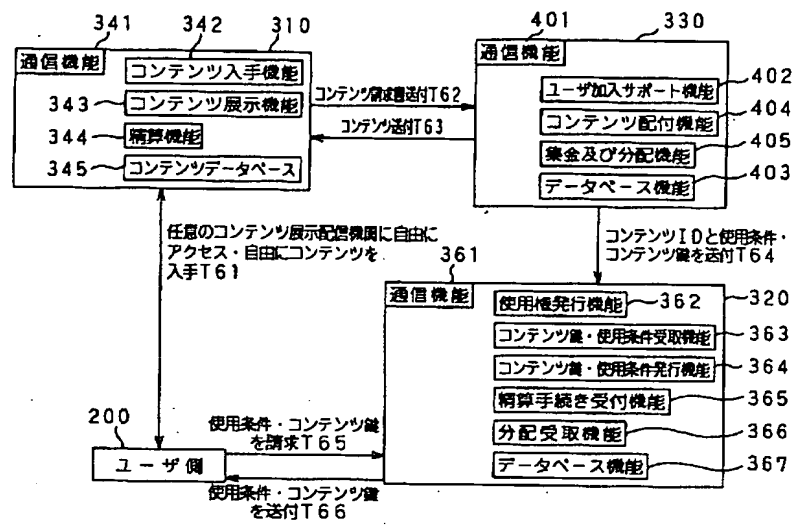 341 342 310
通信機能
コンテンツ入手機能
343 コンテンツ展示機能
344 精算機能
345 コンテンツデータベース
コンテンツ請求書送付T62
コンテンツ送付T63
401 330
通信機能
ユーザ加入サポート機能 402
コンテンツ配付機能 404
集金及び分配機能 405
データベース機能 403
任意のコンテンツ展示配信機関に自由に
アクセス・自由にコンテンツを
入手T61
コンテンツIDと使用条件・
コンテンツ鍵を送付T64
361
通信機能
320
使用権発行機能 362
コンテンツ鍵・使用条件受取機能 363
コンテンツ鍵・使用条件発行機能 364
精算手続き受付機能 365
分配受取機能 366
データベース機能 367
200
ユーザ側
使用条件・コンテンツ鍵
を請求T65
使用条件・コンテンツ鍵
を送付T66